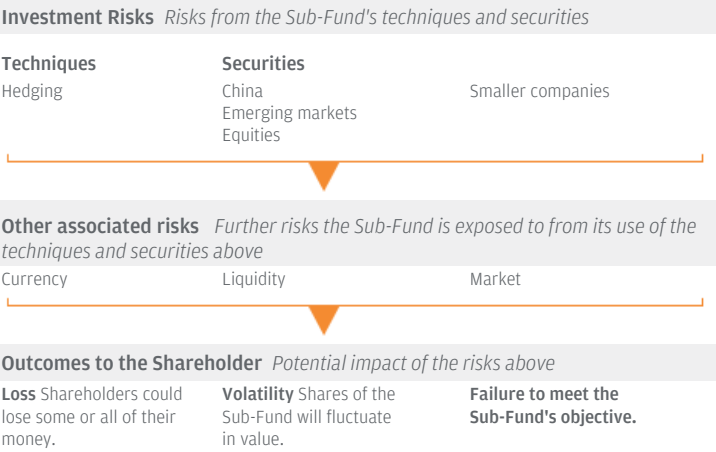 Investment Risks Risks from the Sub-Fund's techniques and securities
Techniques
Hedging
Securities
China
Emerging markets
Equities
Smaller companies
Other associated risks Further risks the Sub-Fund is exposed to from its use of the
techniques and securities above
Currency
Liquidity
Market
Outcomes to the Shareholder Potential impact of the risks above
Loss Shareholders could
lose some or all of their
money.
Volatility Shares of the
Sub-Fund will fluctuate
in value.
Failure to meet the
Sub-Fund's objective.